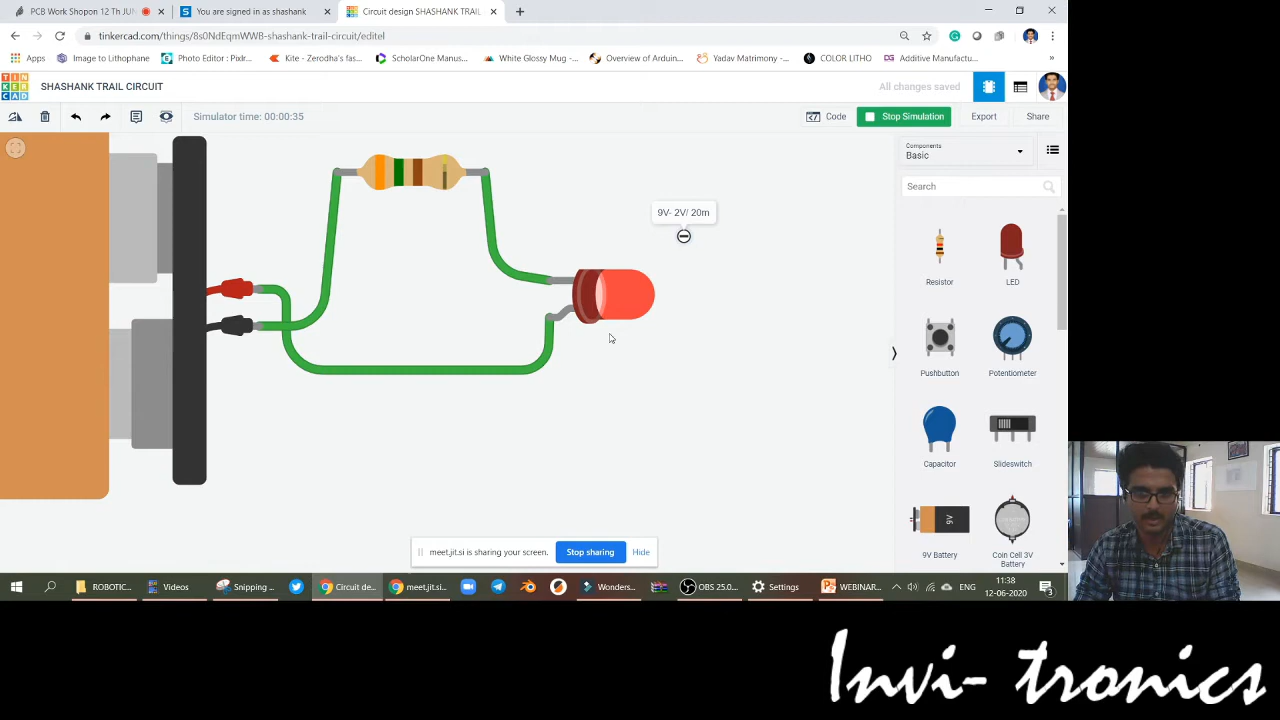 PCB Work Shopon 12 Th JUN
You are signed in as shashank
Circuit design SHASHANK TRAIL
tinkercad.com/things/8s0NdEqmWWB-shashank-trail-circuit/editel
Apps
Image to Lithophane
Photo Editor : Pixlr...
Kite - Zerodha's fas...
ScholarOne Manus...
White Glossy Mug -...
Overview of Arduin...
Yadav Matrimony -...
COLOR LITHO
Additive Manufactu...
TINKERCAD
SHASHANK TRAIL CIRCUIT
All changes saved
Simulator time: 00:00:35
Code
Stop Simulation
Export
Share
Components
Basic
Search
9V- 2V/ 20m
Resistor
LED
Pushbutton
Potentiometer
Capacitor
Slideswitch
9V
9V Battery
Coin Cell 3V
Battery
meet.jit.si is sharing your screen.
Stop sharing
Hide
ROBOTIC...
Videos
Snipping ...
Circuit de...
meet.jit.si...
Wonders...
OBS 25.0...
Settings
WEBINAR...
ENG
11:38
12-06-2020
3
Invi- tronics